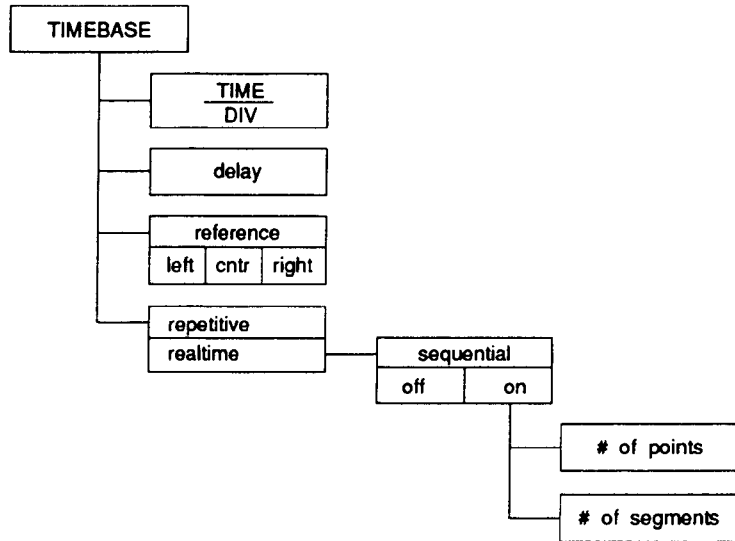 TIMEBASE
TIME
DIV
delay
reference
left cntr right
repetitive
realtime
sequential
off on
# of points
# of segments